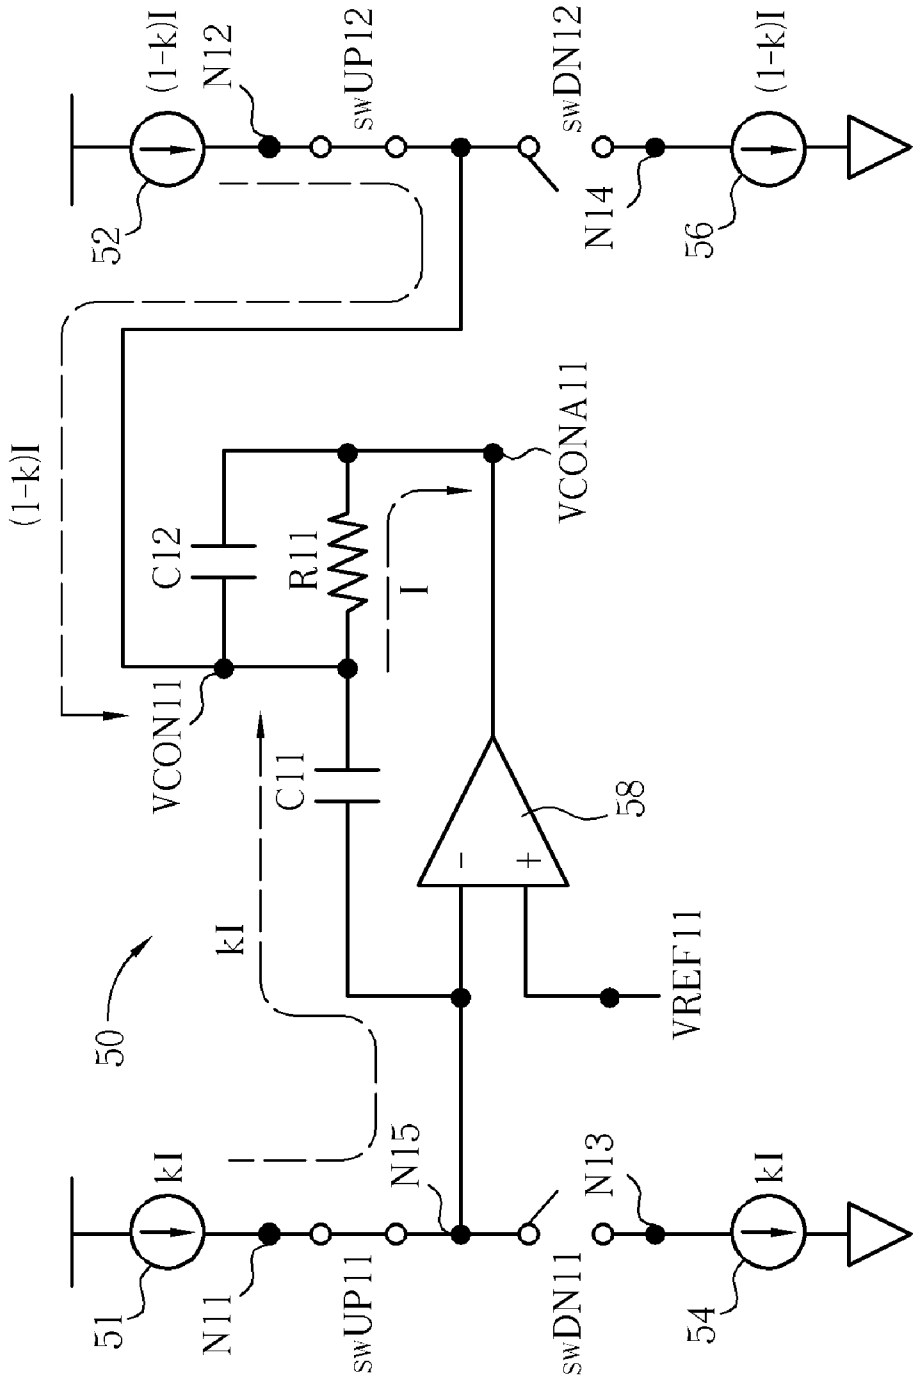 50
51
kI
N11
swUP11
N15
swDN11
N13
54
kI
kI
(1-k)I
VCON11
C12
C11
R11
I
-
+
58
VREF11
VCONA11
52
(1-k)I
N12
swUP12
swDN12
N14
56
(1-k)I